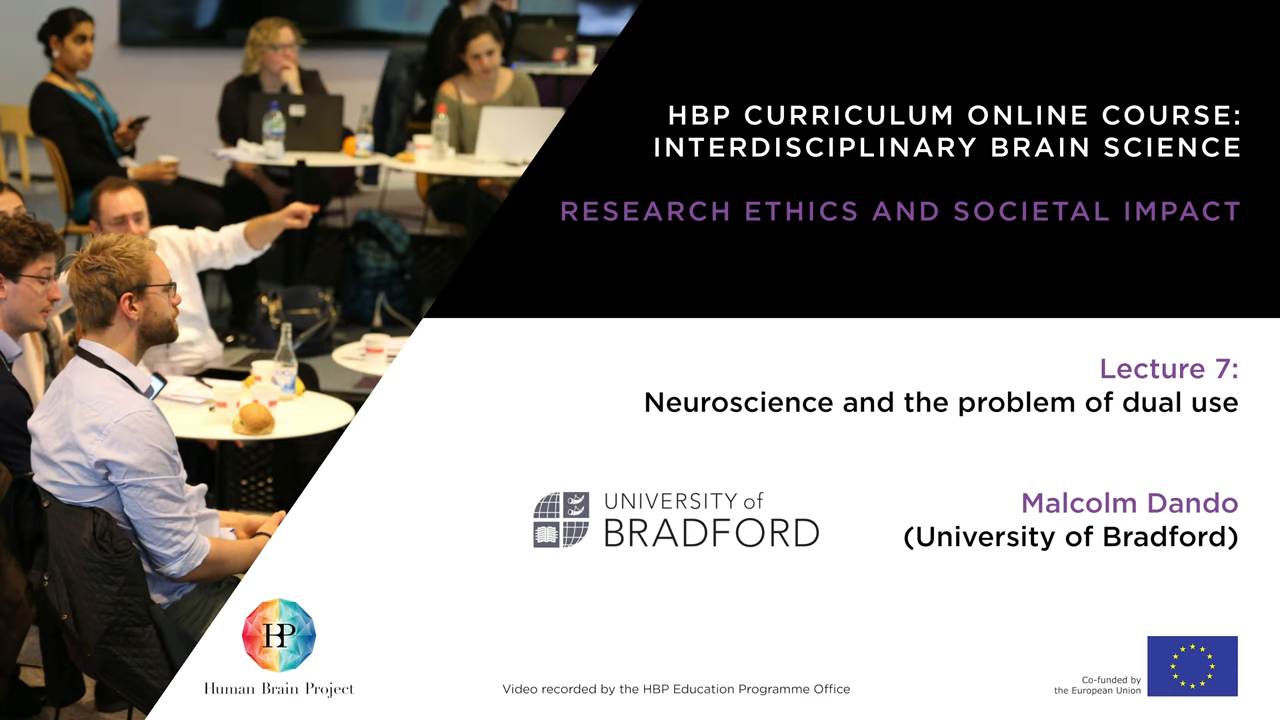 HBP CURRICULUM ONLINE COURSE:
INTERDISCIPLINARY BRAIN SCIENCE
RESEARCH ETHICS AND SOCIETAL IMPACT
Lecture 7:
Neuroscience and the problem of dual use
UNIVERSITY of
BRADFORD
Malcolm Dando
(University of Bradford)
HBP
Human Brain Project
Video recorded by the HBP Education Programme Office
Co-funded by
the European Union